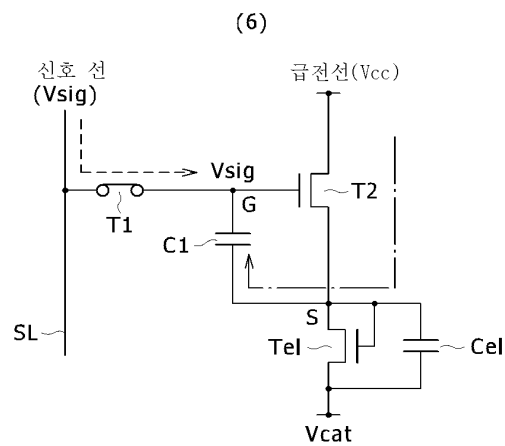 (6)
신호 선
(Vsig)
급전선(Vcc)
Vsig
T1
G
T2
C1
SL
S
Tel
Cel
Vcat